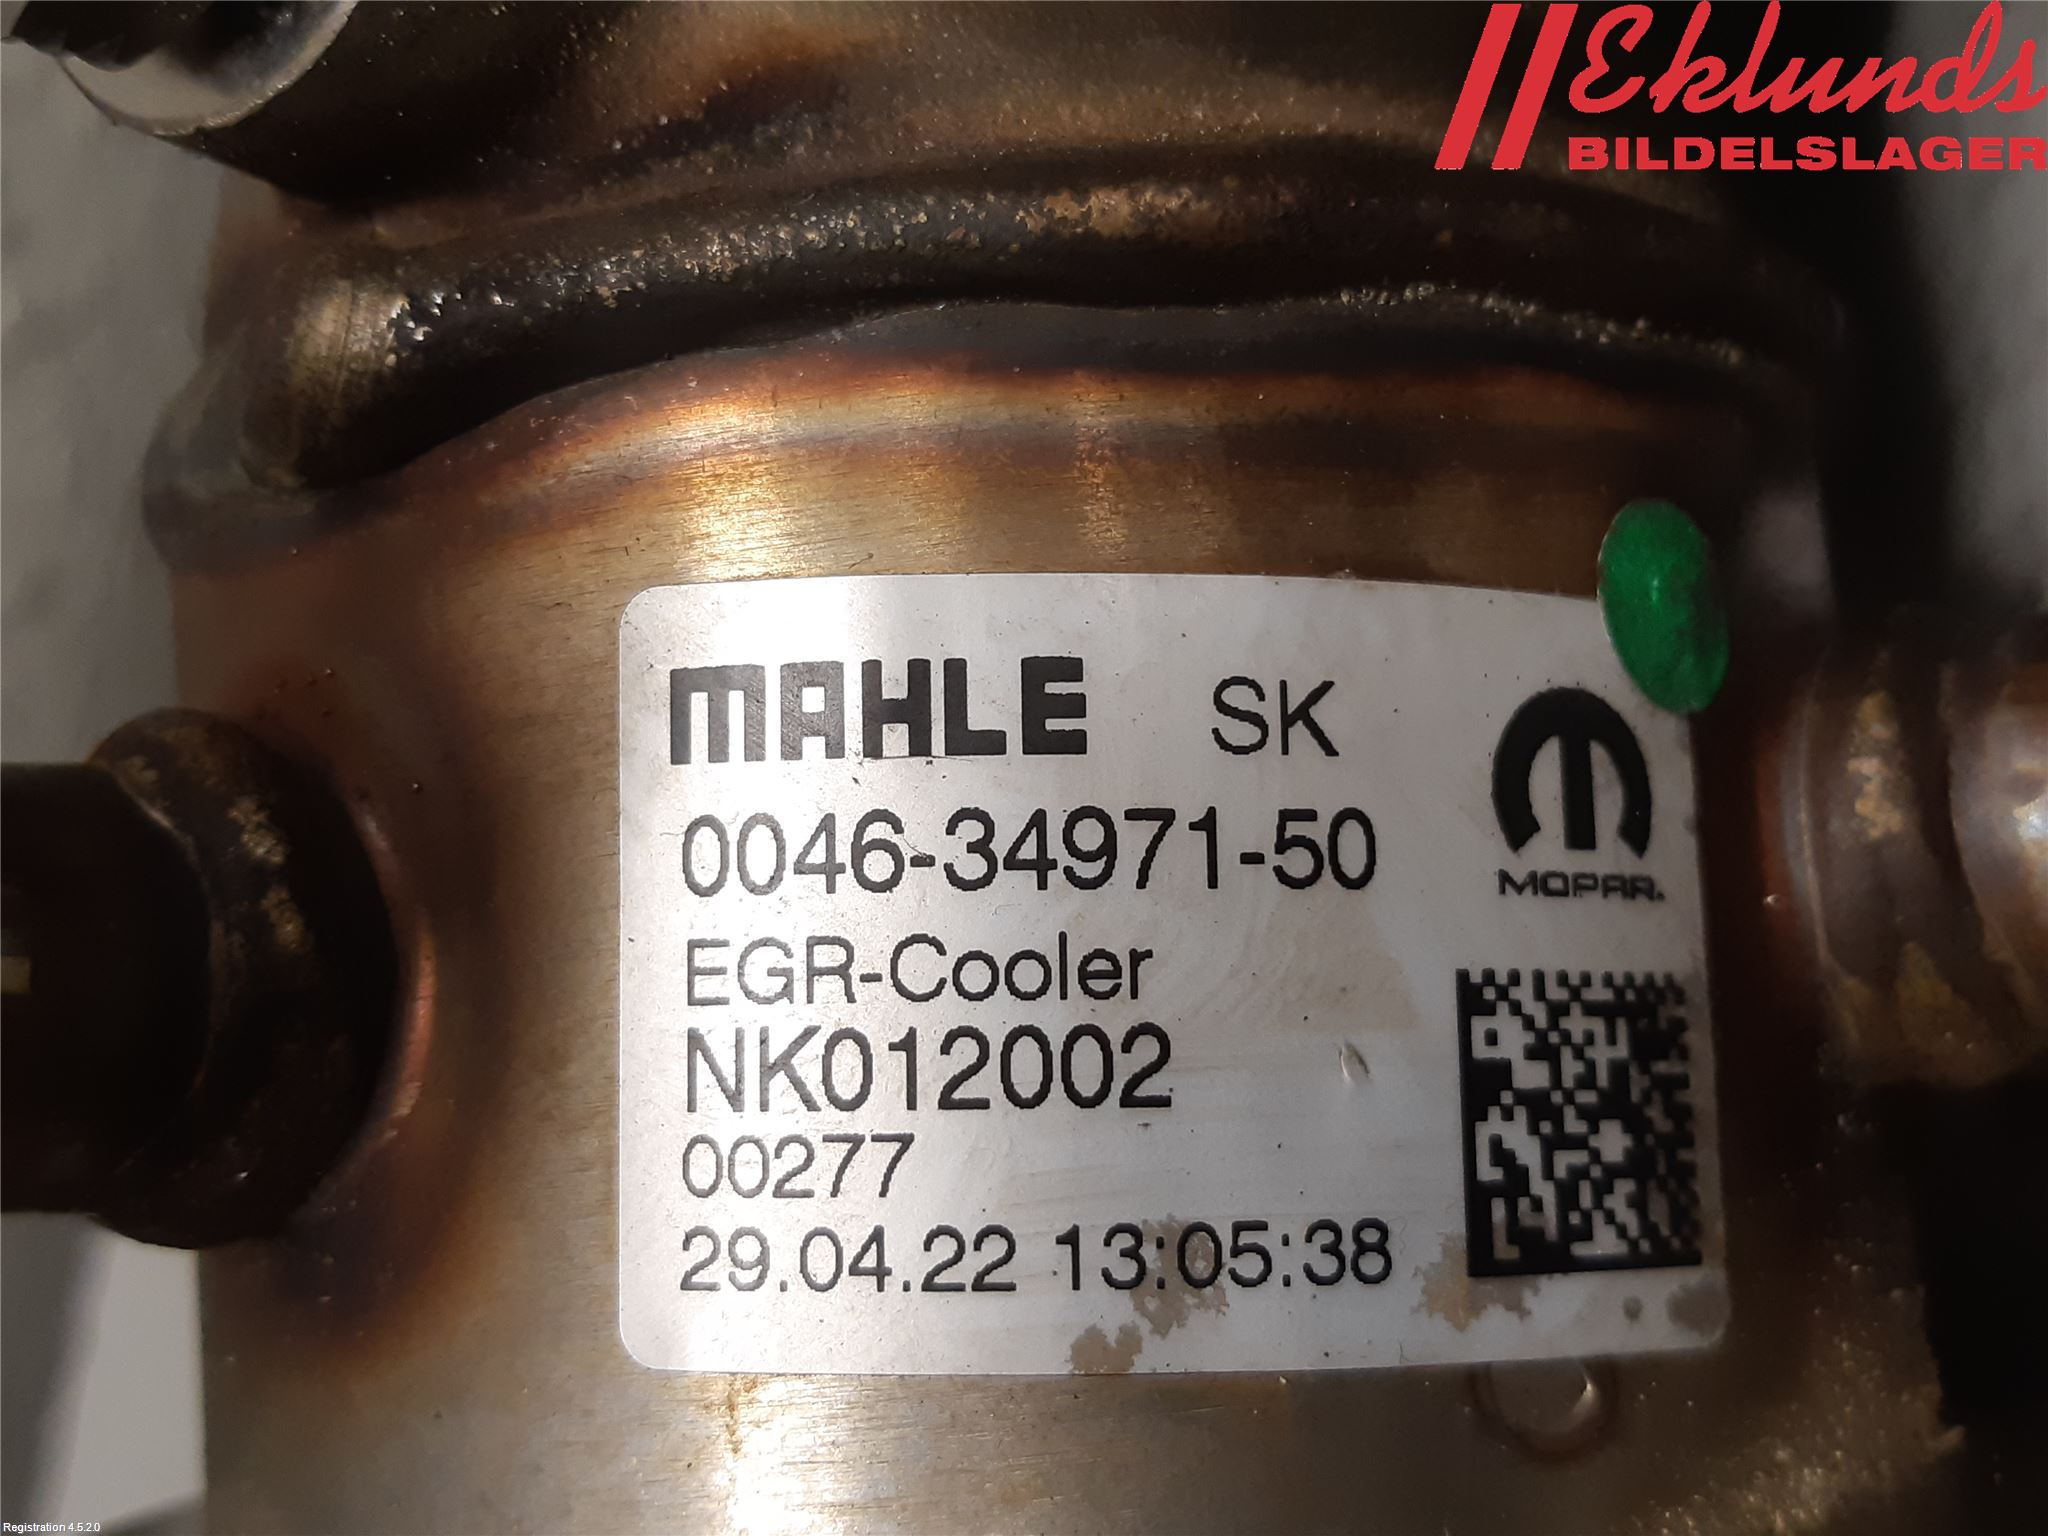 Eklunds
BILDELSLAGER
MAHLE SK
0046-34971-50
MOPAR.
EGR-Cooler
NK012002
00277
29.04.22 13:05:38
Registration 4.5.2.0